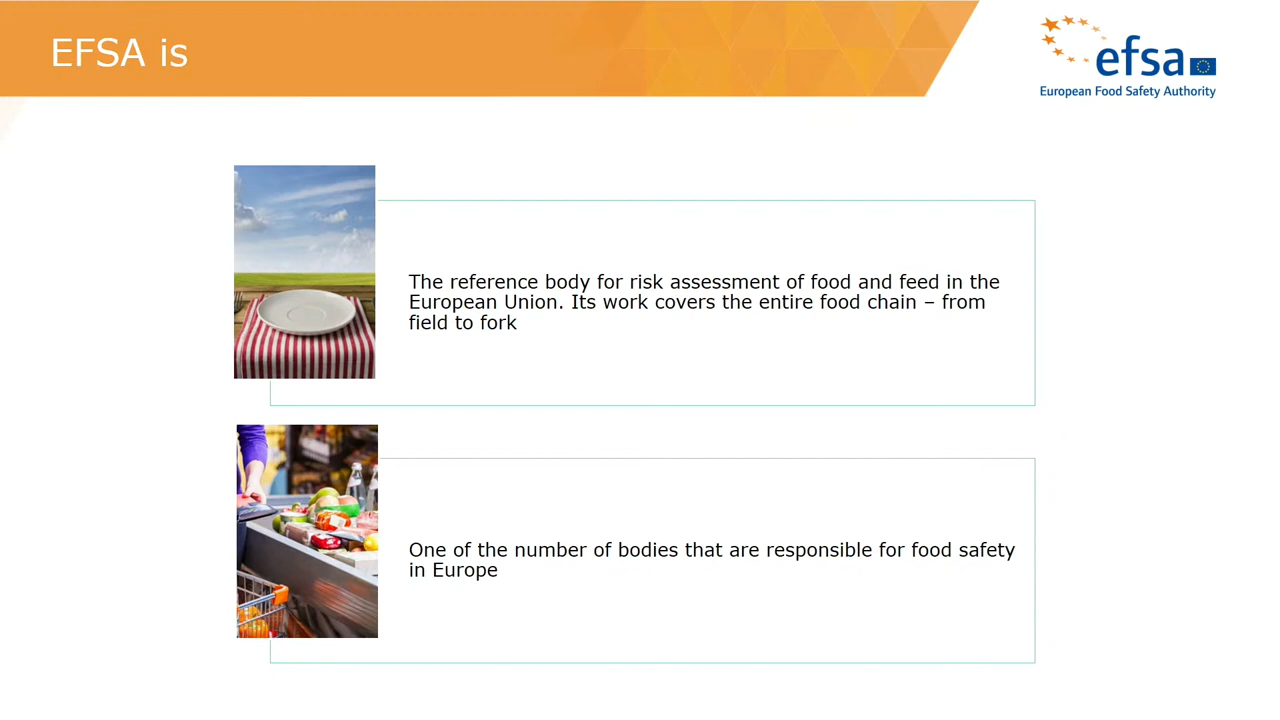 EFSA is
efsa
European Food Safety Authority
The reference body for risk assessment of food and feed in the
European Union. Its work covers the entire food chain – from
field to fork
One of the number of bodies that are responsible for food safety
in Europe